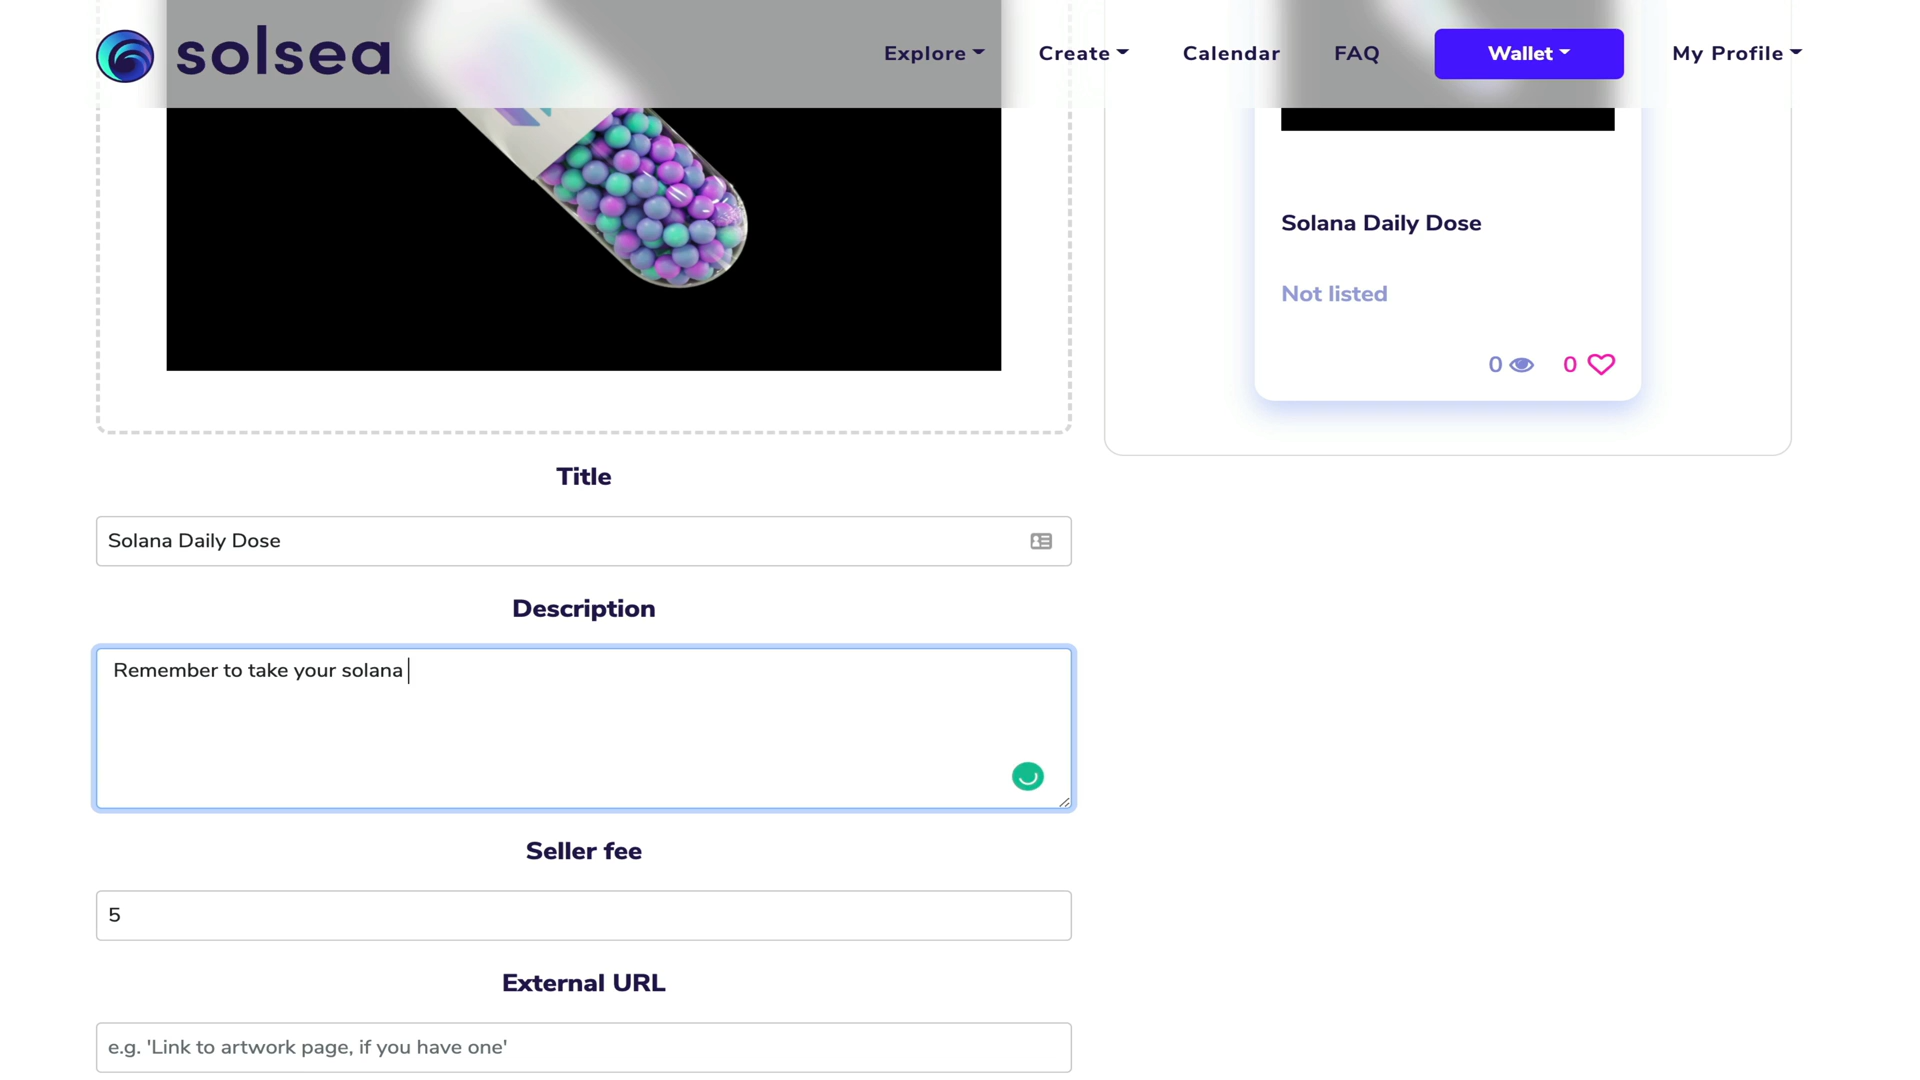 solsea
Explore
Create
Calendar
FAQ
Wallet
My Profile
Solana Daily Dose
Not listed
0
0
Title
Solana Daily Dose
Description
Remember to take your solana
Seller fee
5
External URL
e.g. 'Link to artwork page, if you have one'